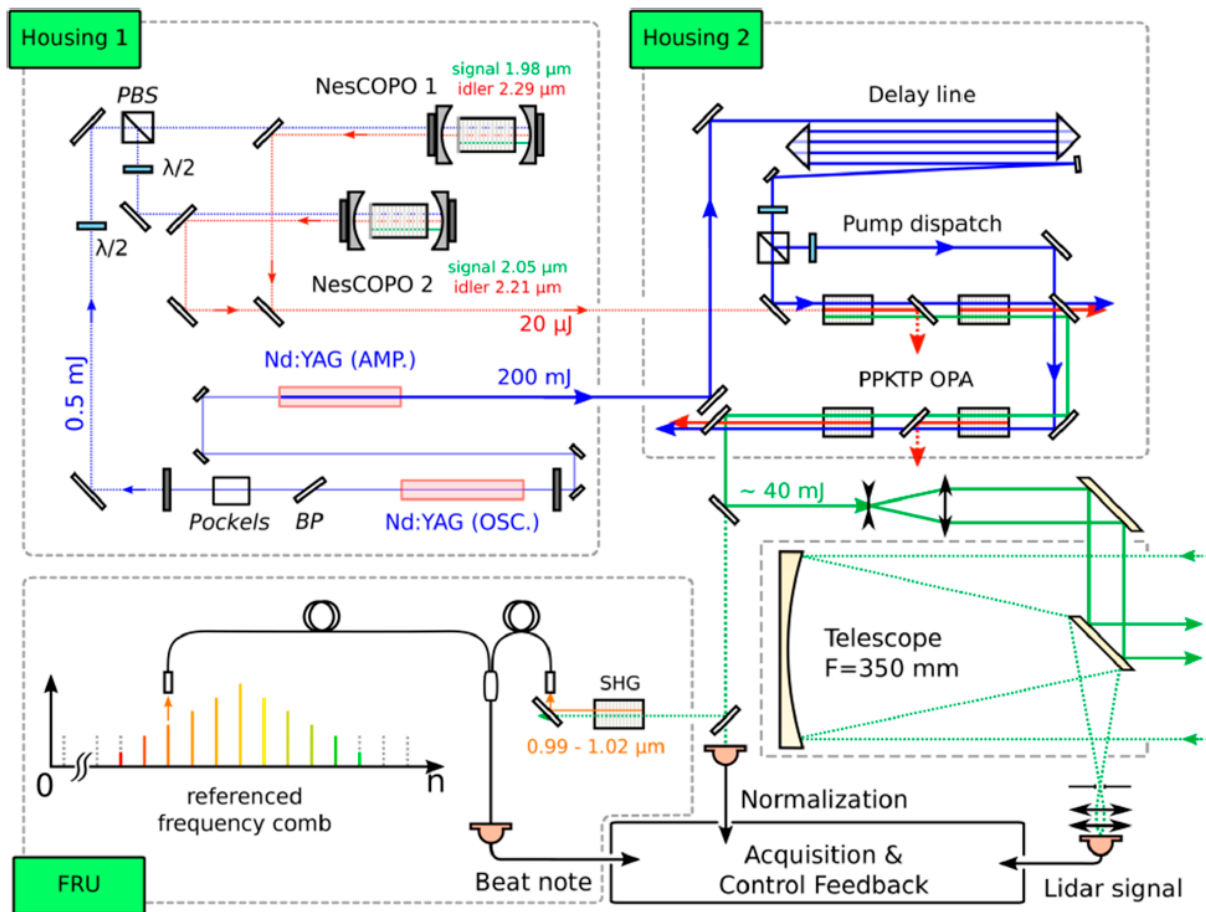 Housing 1
PBS
λ/2
λ/2
NesCOPO 1
signal 1.98 µm
idler 2.29 µm
NesCOPO 2
signal 2.05 µm
idler 2.21 µm
20 µJ
0.5 mJ
Nd:YAG (AMP.)
200 mJ
Pockels
BP
Nd:YAG (OSC.)
Housing 2
Delay line
Pump dispatch
PPKTP OPA
~ 40 mJ
Telescope
F=350 mm
SHG
0.99 - 1.02 µm
0
n
referenced
frequency comb
FRU
Beat note
Normalization
Acquisition &
Control Feedback
Lidar signal